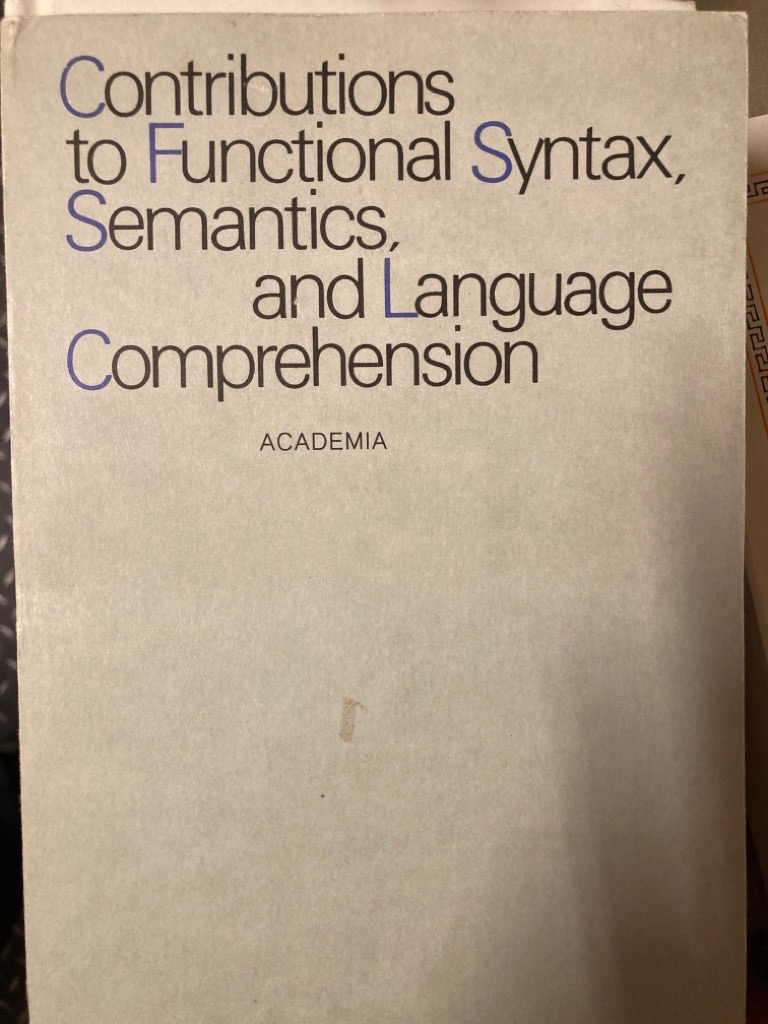 Contributions
to Functional Syntax,
Semantics,
and Language
Comprehension
ACADEMIA